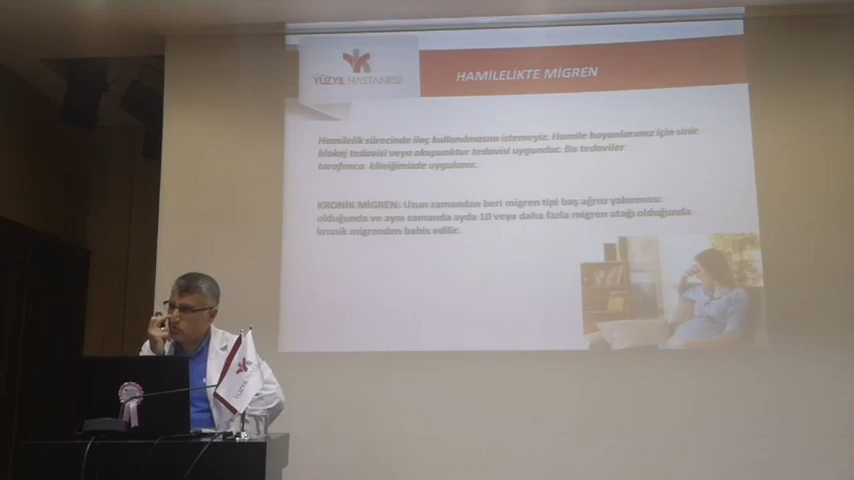 YÜZYIL HASTANESİ
HAMİLELİKTE MİGREN
Hamilelik sürecinde ilaç kullanılmasını istemeyiz. Hamile bayanlarımız için sinir
blokaj tedavisi veya akupunktur tedavisi uygundur. Bu tedaviler
tarafınıca kliniğimizde uygulanır.
KRONİK MİGREN: Uzun zamandan beri migren tipi baş ağrısı yakınması
olduğunda ve aynı zamanda ayda 10 veya daha fazla migren atağı olduğunda
kronik migrenden bahis edilir.
YÜZYIL